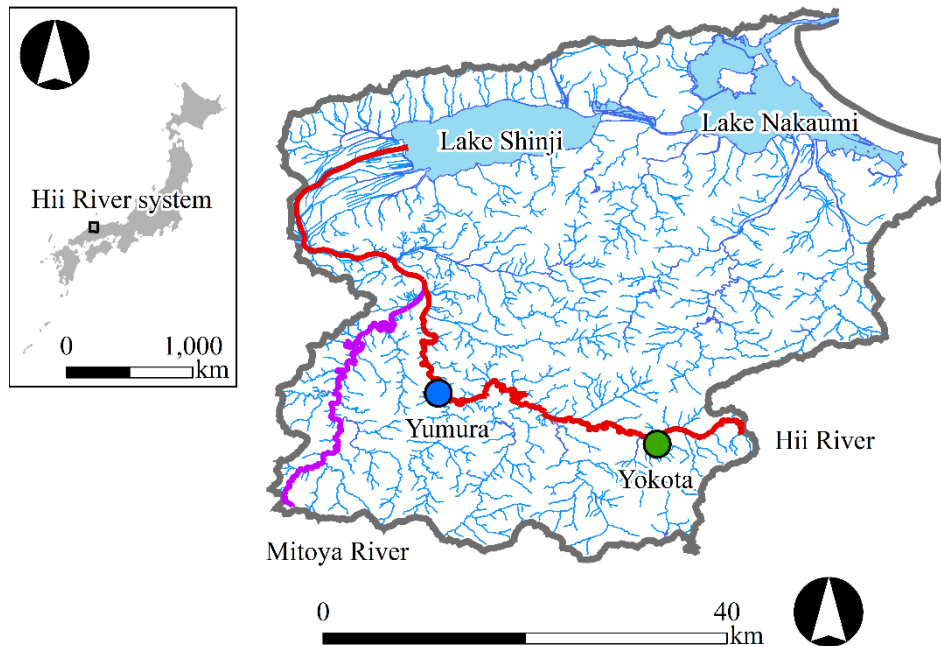 Hii River system
0
1,000
km
Lake Shinji
Lake Nakaumi
Yumura
Yokota
Hii River
Mitoya River
0
40
km